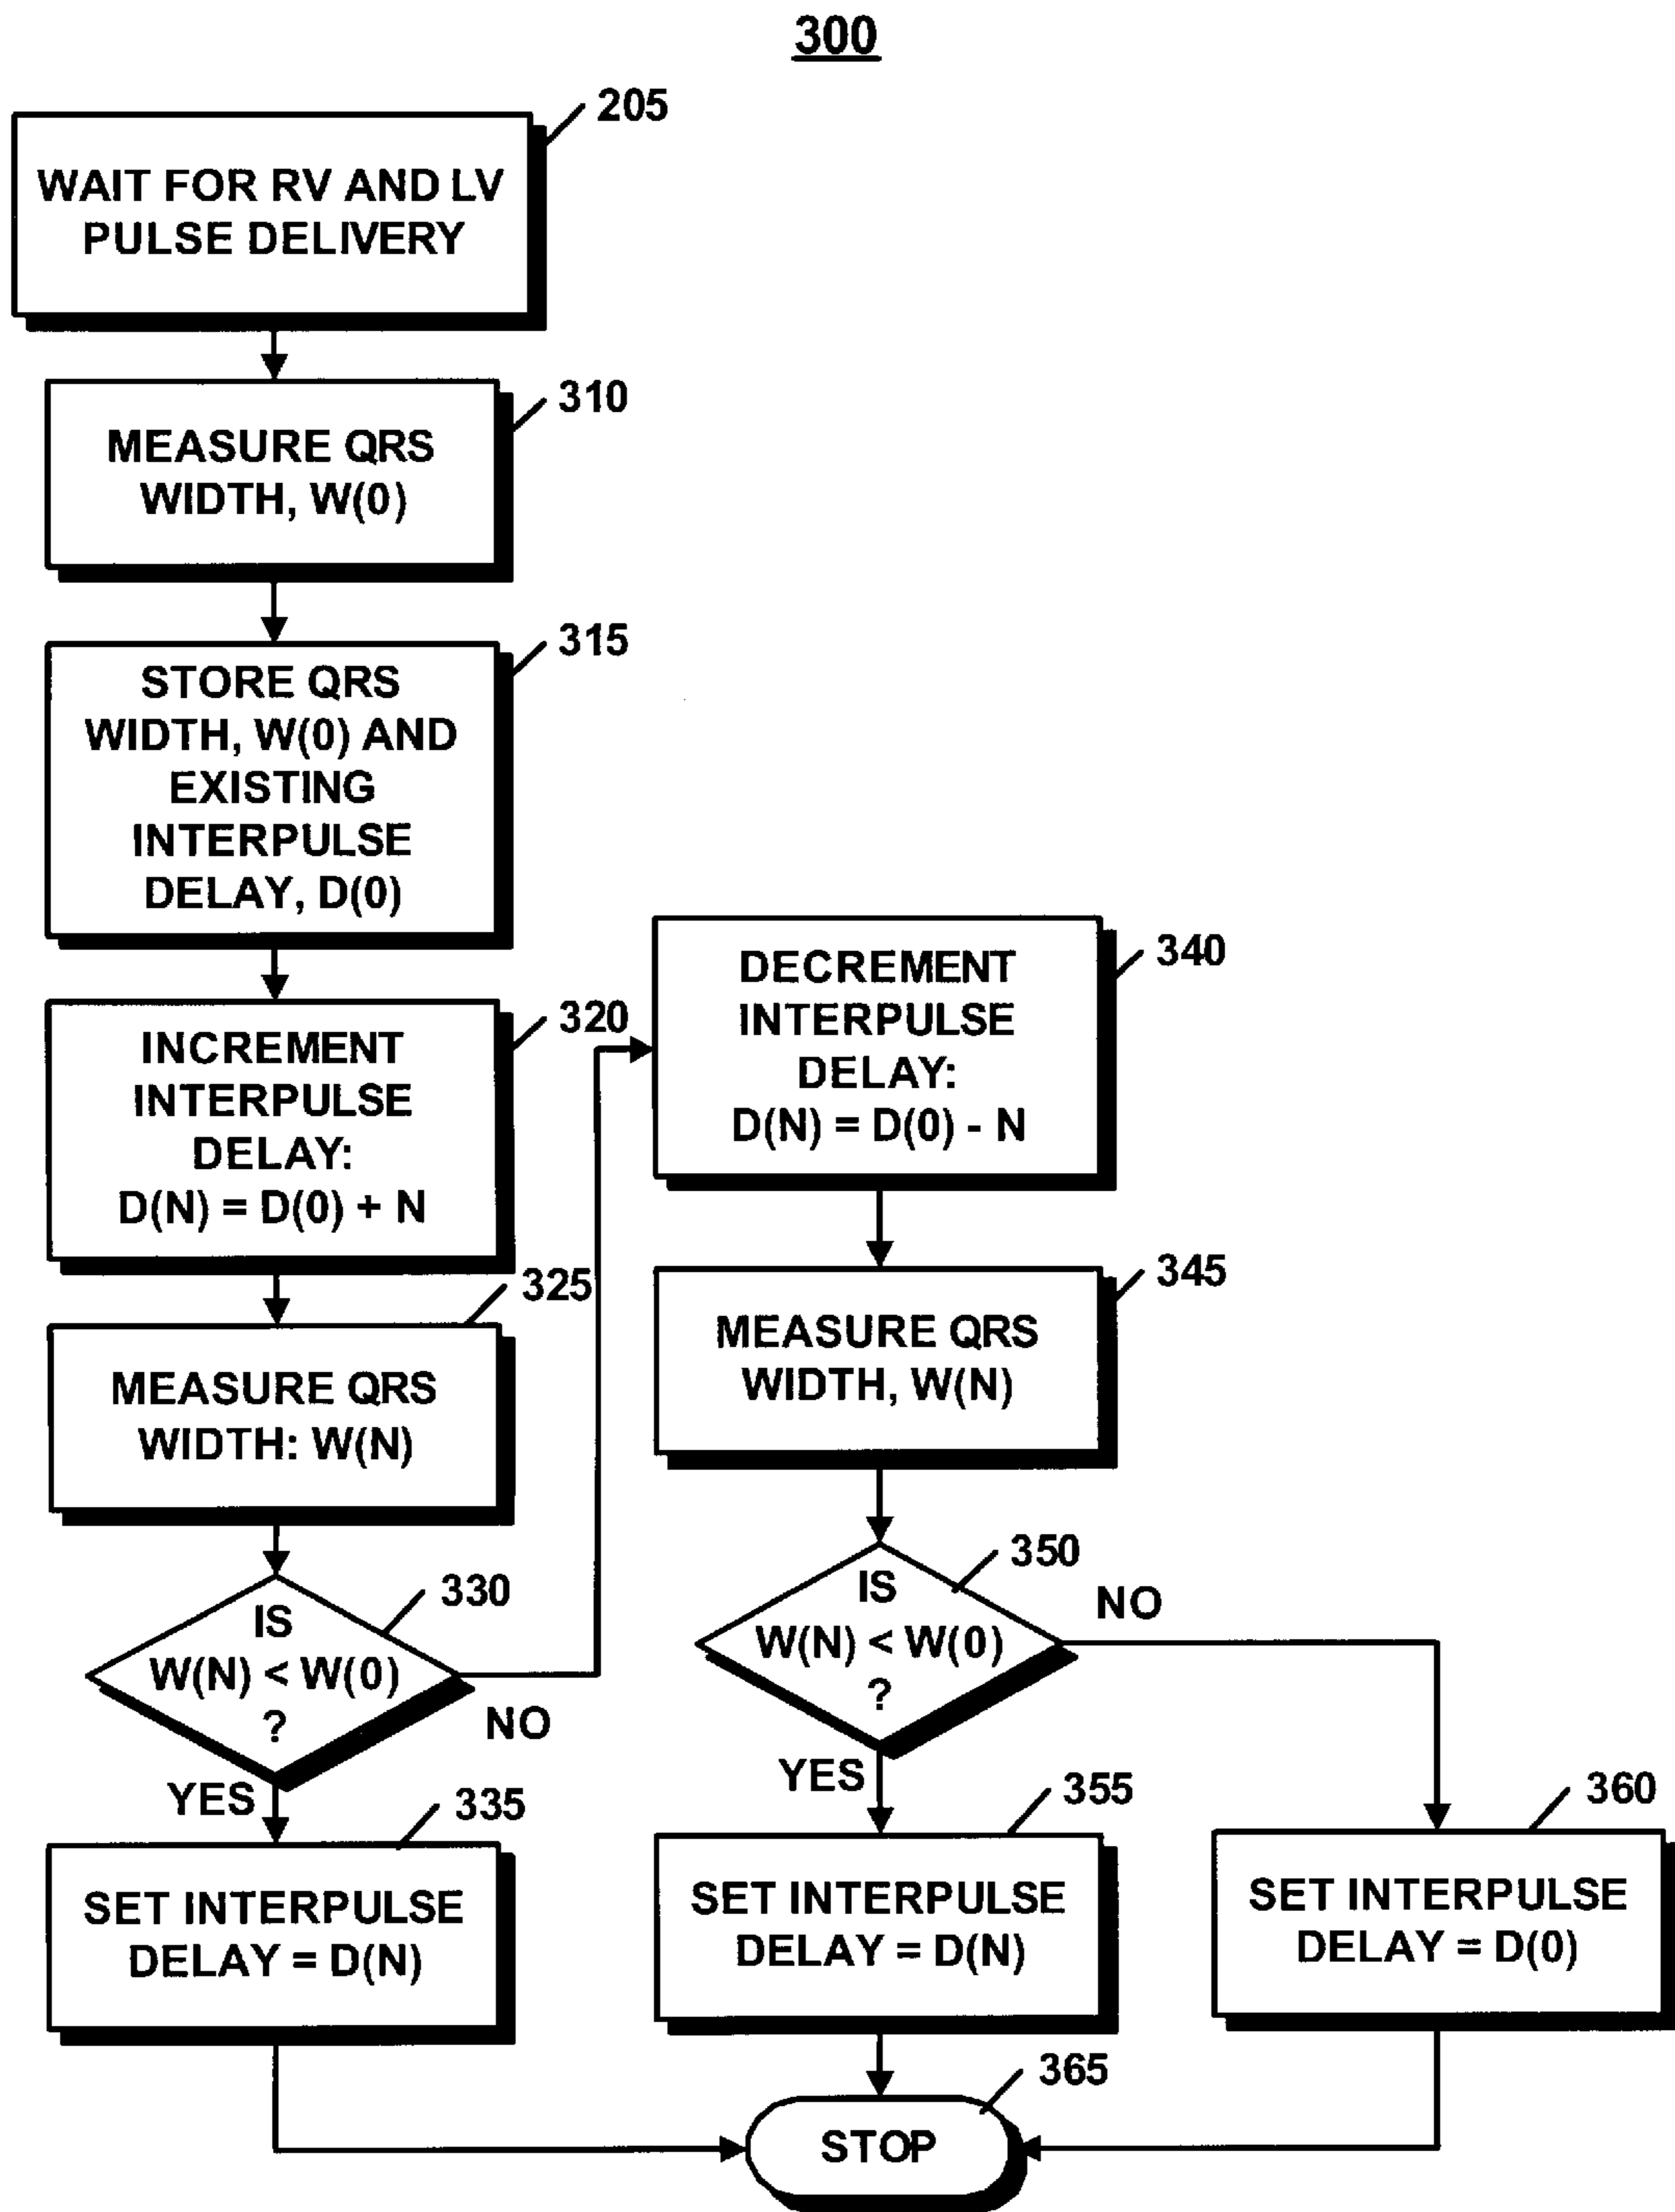 300
205
WAIT FOR RV AND LV
PULSE DELIVERY
310
MEASURE QRS
WIDTH, W(0)
315
STORE QRS
WIDTH, W(0) AND
EXISTING
INTERPULSE
DELAY, D(0)
320
INCREMENT
INTERPULSE
DELAY:
D(N) = D(0) + N
325
MEASURE QRS
WIDTH: W(N)
330
IS
W(N) < W(0)
?
NO
YES
335
SET INTERPULSE
DELAY = D(N)
340
DECREMENT
INTERPULSE
DELAY:
D(N) = D(0) - N
345
MEASURE QRS
WIDTH, W(N)
350
IS
W(N) < W(0)
?
NO
YES
355
SET INTERPULSE
DELAY = D(N)
360
SET INTERPULSE
DELAY = D(0)
365
STOP